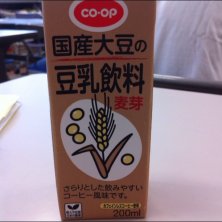 CO·OP
国産大豆の
豆乳飲料
麦芽
さらりとした飲みやすい
コーヒー風味です。
200ml